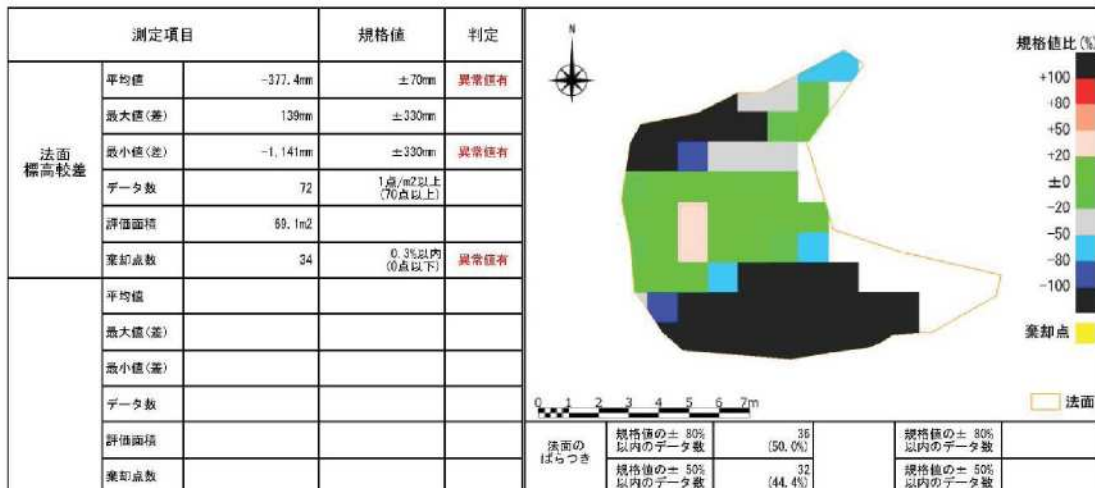 測定項目 規格値 判定
法面
標高較差
平均値 -377.4mm ±70mm 異常値有
最大値(差) 139mm ±330mm
最小値(差) -1,141mm ±330mm 異常値有
データ数 72 1点/m2以上
(70点以上)
評価面積 69.1m2
棄却点数 34 0.3%以内
(0点以下) 異常値有
平均値
最大値(差)
最小値(差)
データ数
評価面積
棄却点数
N
規格値比(%)
+100
+80
+50
+20
±0
-20
-50
-80
-100
棄却点
法面
0 1 2 3 4 5 6 7m
法面の
ばらつき
規格値の± 80%
以内のデータ数
36
(50.0%)
規格値の± 50%
以内のデータ数
32
(44.4%)
規格値の± 80%
以内のデータ数
規格値の± 50%
以内のデータ数